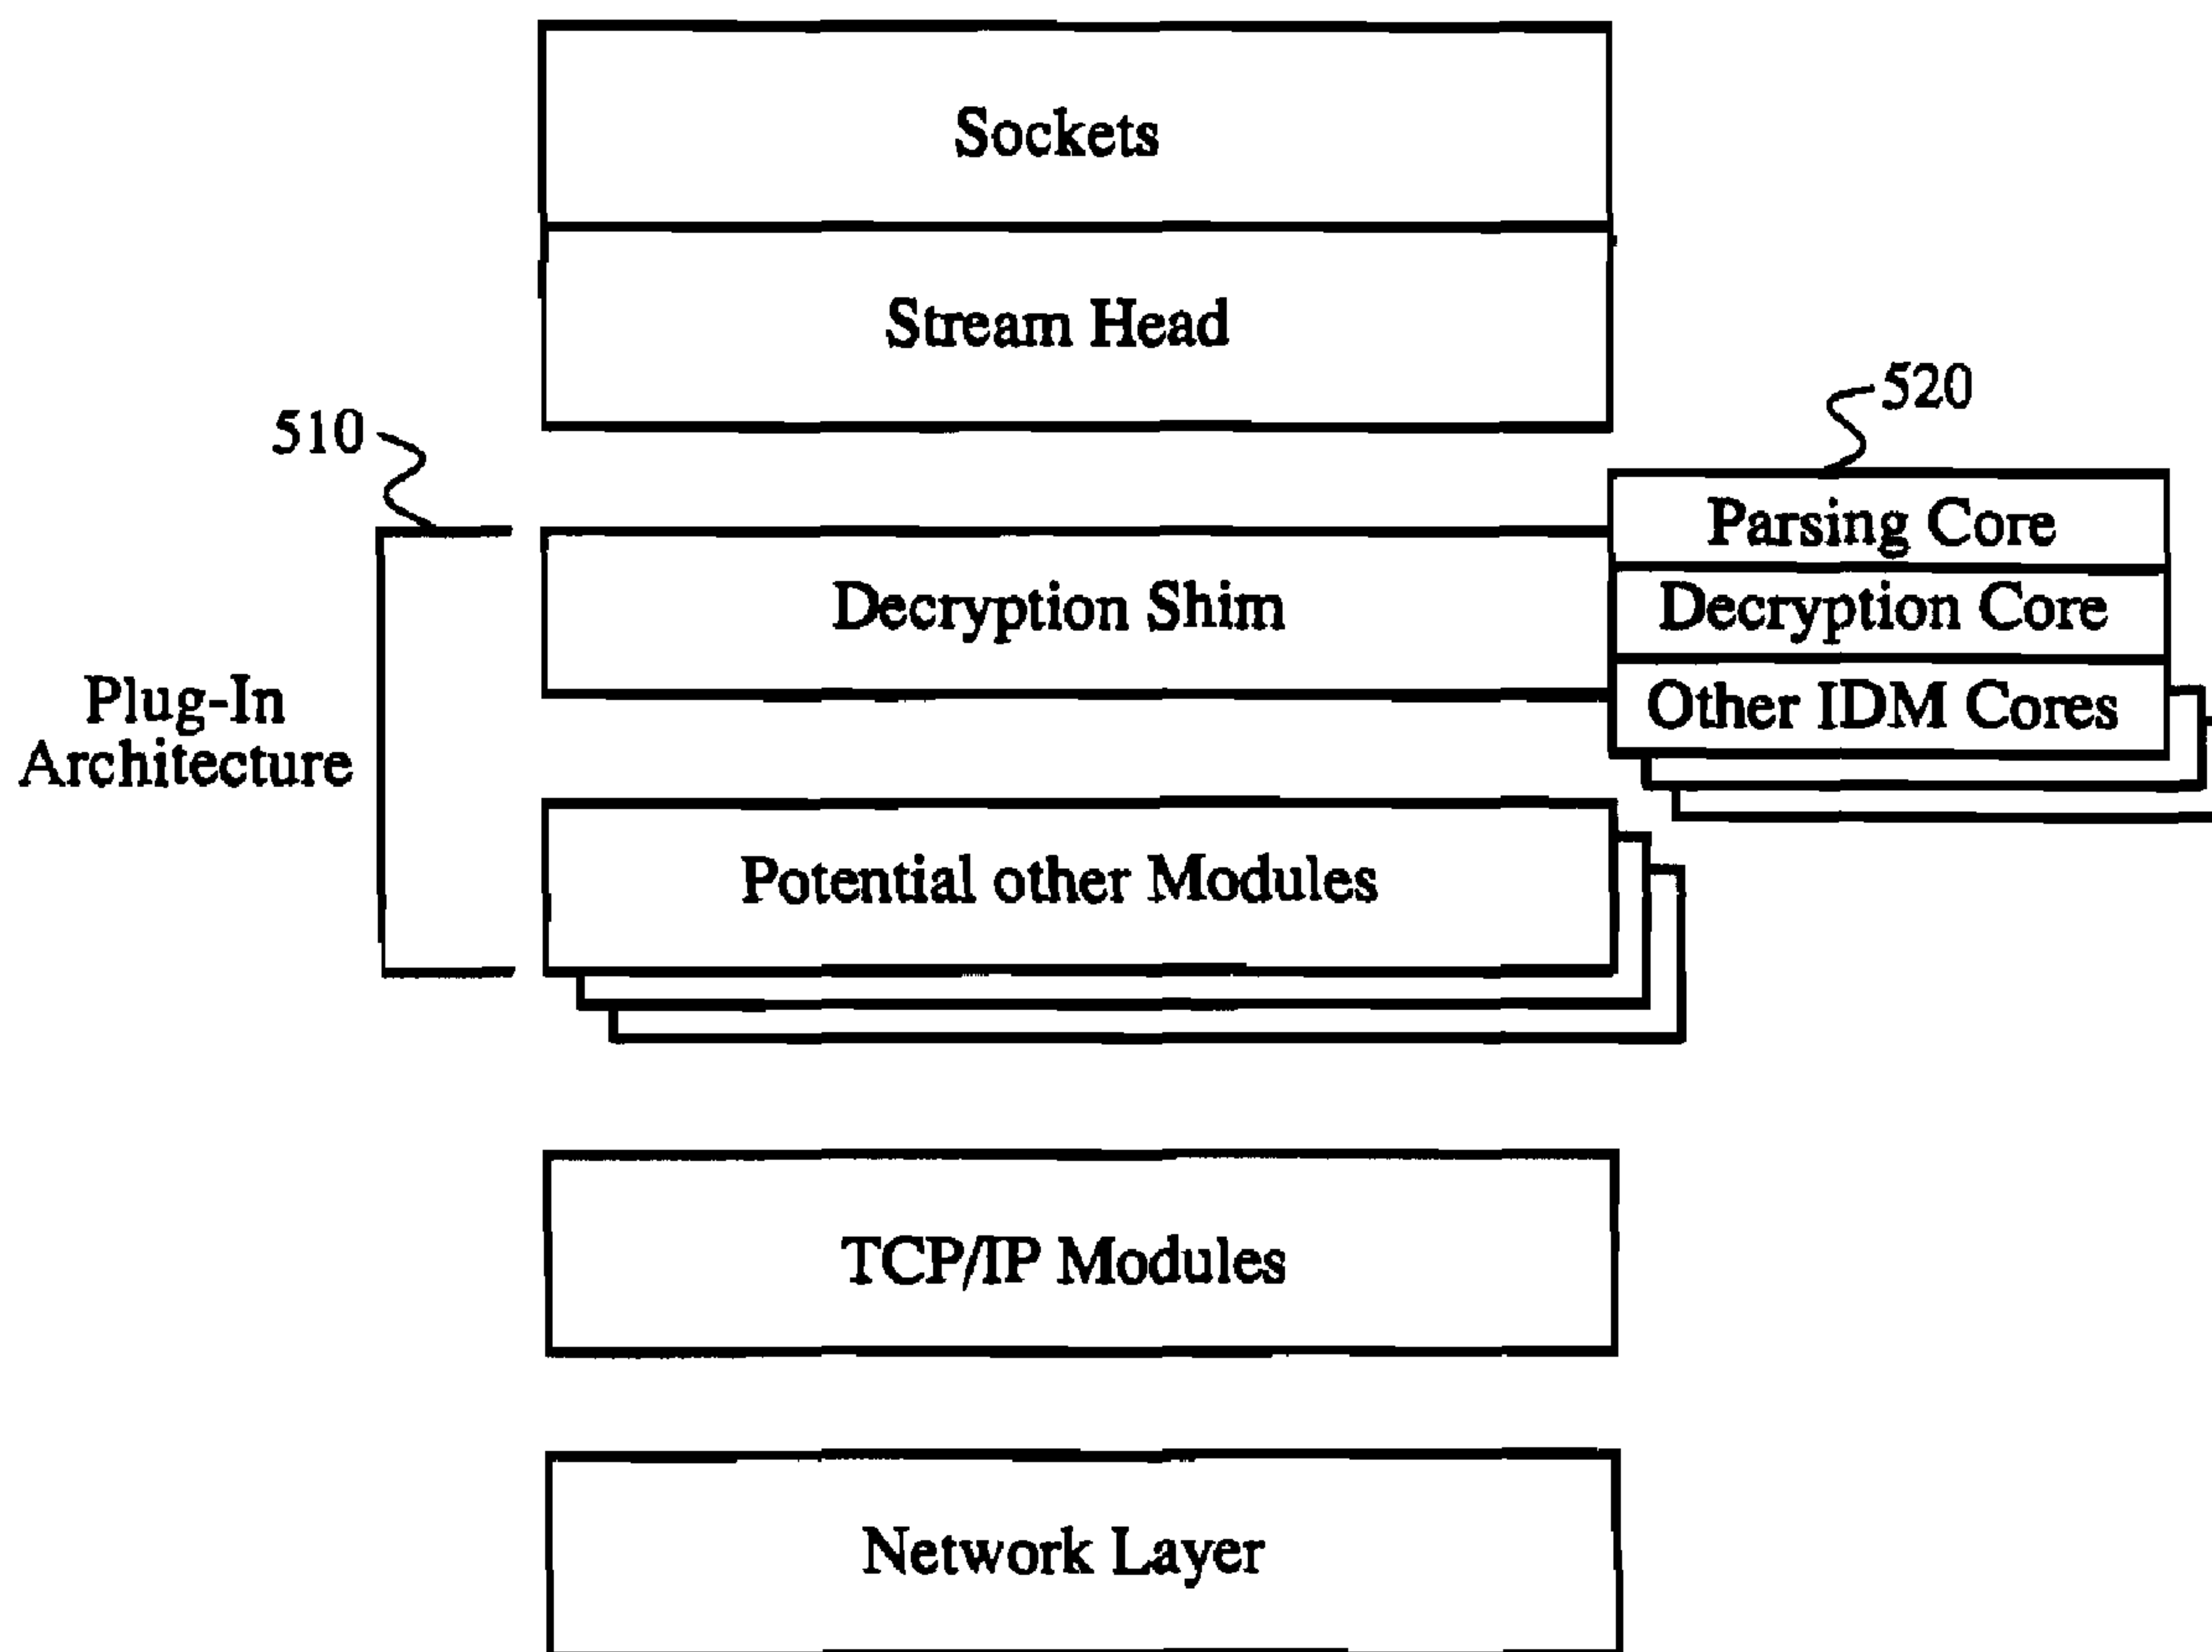 Sockets
Stream Head
510
520
Parsing Core
Decryption Shim
Decryption Core
Other IDM Cores
Plug-In
Architecture
Potential other Modules
TCP/IP Modules
Network Layer